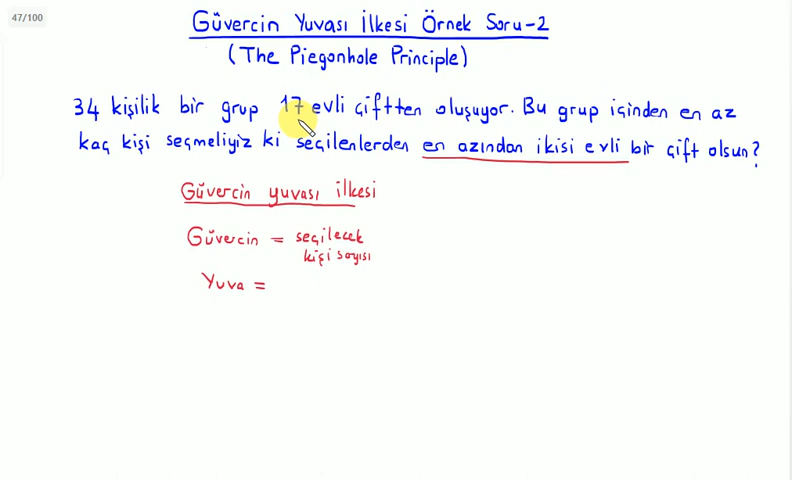 47/100
Güvercin Yuvası İlkesi Örnek Soru-2
(The Piegonhole Principle)
34 kişilik bir grup 17 evli çiftten oluşuyor. Bu grup içinden en az
kaç kişi seçmeliyiz ki seçilenlerden en azından ikisi evli bir çift olsun?
Güvercin yuvası ilkesi
Güvercin = seçilecek
kişi sayısı
Yuva =